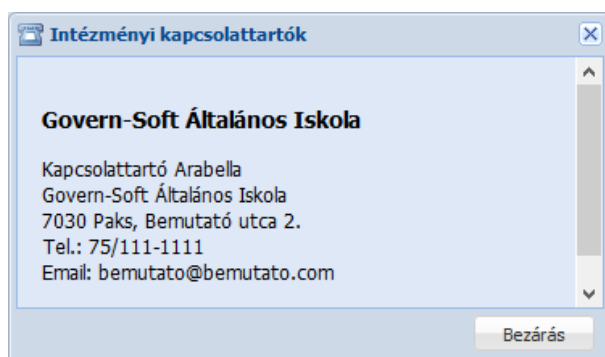 Intézményi kapcsolattartók
Govern-Soft Általános Iskola
Kapcsolattartó Arabella
Govern-Soft Általános Iskola
7030 Paks, Bemutató utca 2.
Tel.: 75/111-1111
Email: bemutato@bemutato.com
Bezárás